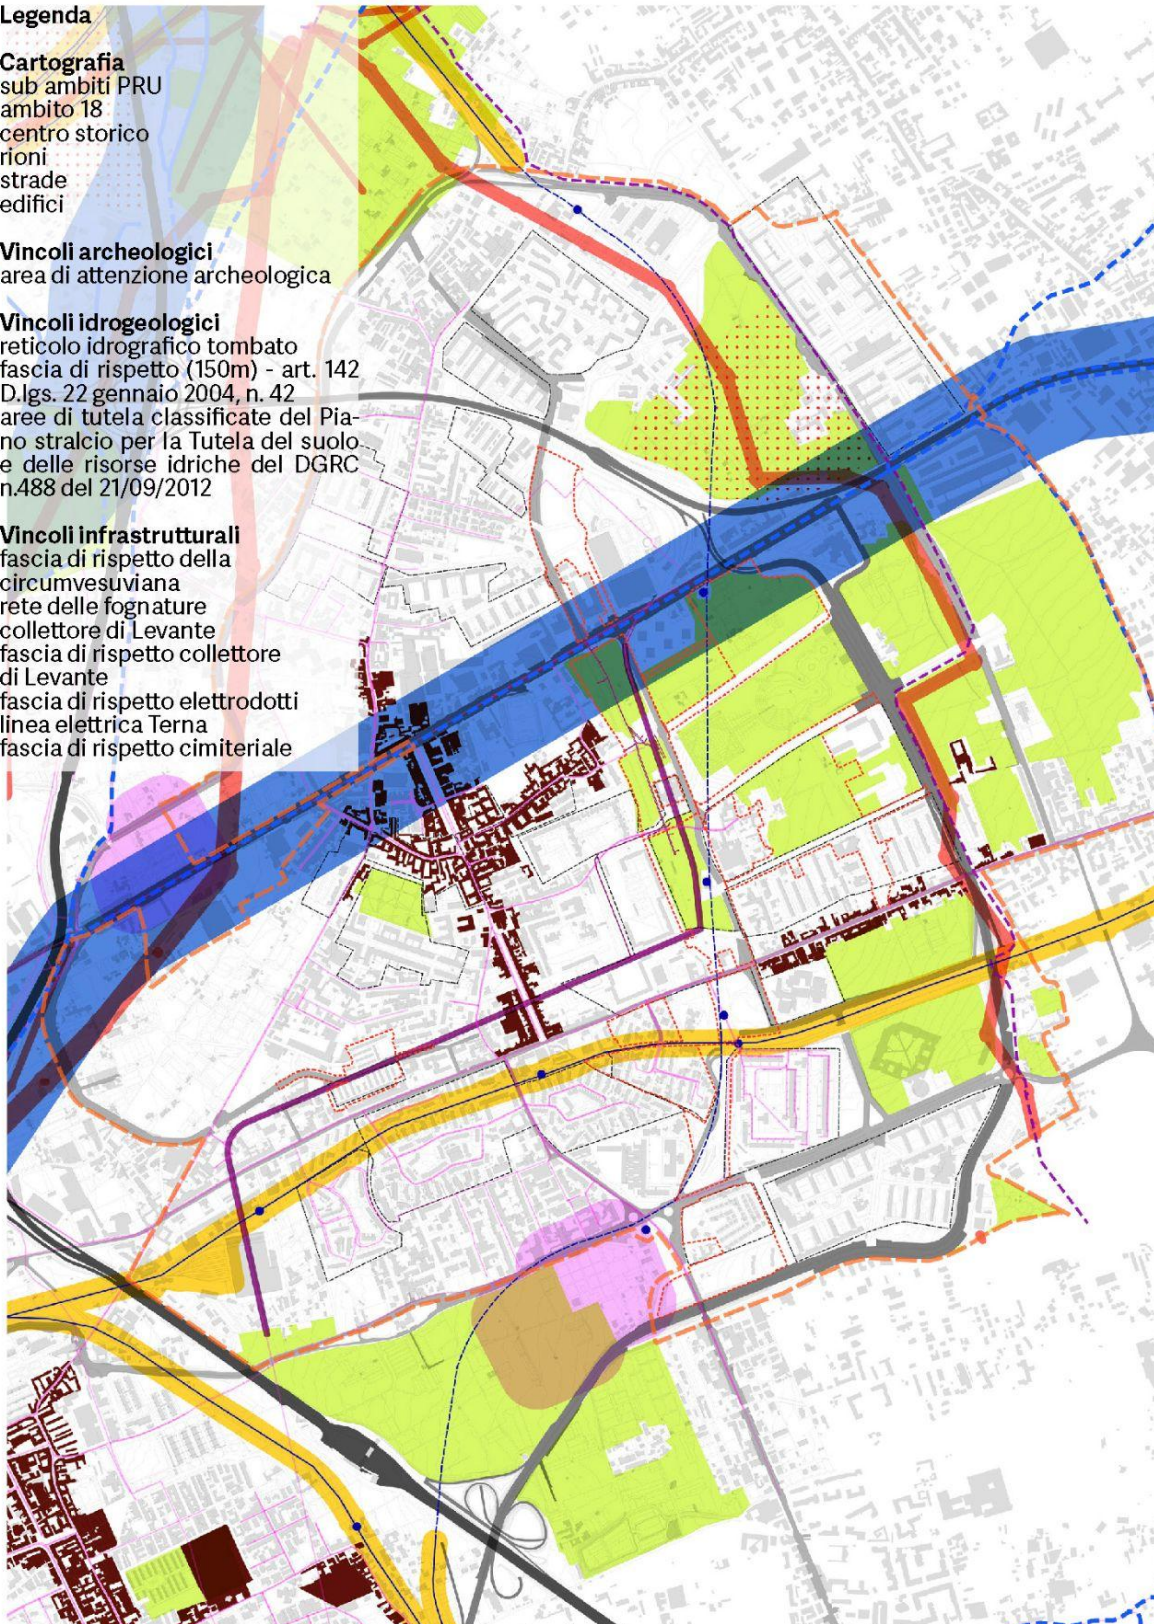 Legenda
Cartografia
sub ambiti PRU
ambito 18
centro storico
rioni
strade
edifici
Vincoli archeologici
area di attenzione archeologica
Vincoli idrogeologici
reticolo idrografico tombato
fascia di rispetto (150m) - art. 142
D.lgs. 22 gennaio 2004, n. 42
aree di tutela classificate del Pia-
no stralcio per la Tutela del suolo
e delle risorse idriche del DGRC
n.488 del 21/09/2012
Vincoli infrastrutturali
fascia di rispetto della
circumvesuviana
rete delle fognature
collettore di Levante
fascia di rispetto collettore
di Levante
fascia di rispetto elettrodotti
linea elettrica Terna
fascia di rispetto cimiteriale